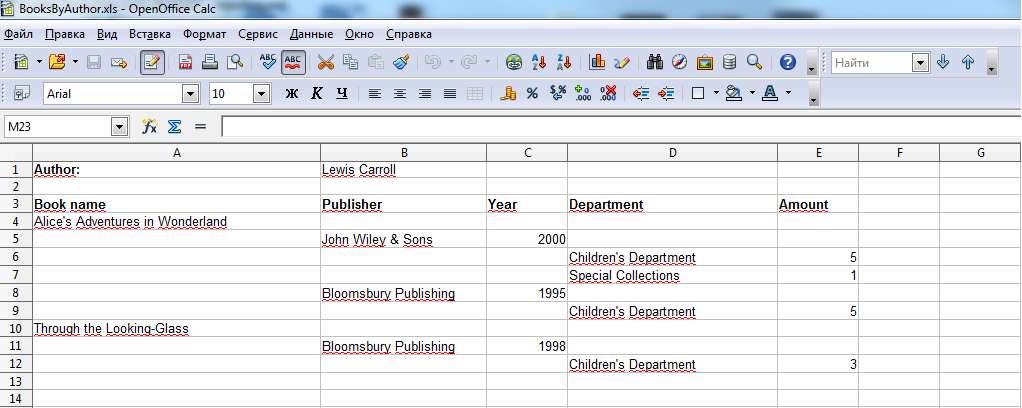 BooksByAuthor.xls - OpenOffice Calc
Файл Правка Вид Вставка Формат Сервис Данные Окно Справка
ABC ABC Найти
Arial 10 Ж К Ч
M23
A B C D E F G
1 Author: Lewis Carroll
2
3 Book name Publisher Year Department Amount
4 Alice's Adventures in Wonderland
5 John Wiley & Sons 2000
6 Children's Department 5
7 Special Collections 1
8 Bloomsbury Publishing 1995
9 Children's Department 5
10 Through the Looking-Glass
11 Bloomsbury Publishing 1998
12 Children's Department 3
13
14